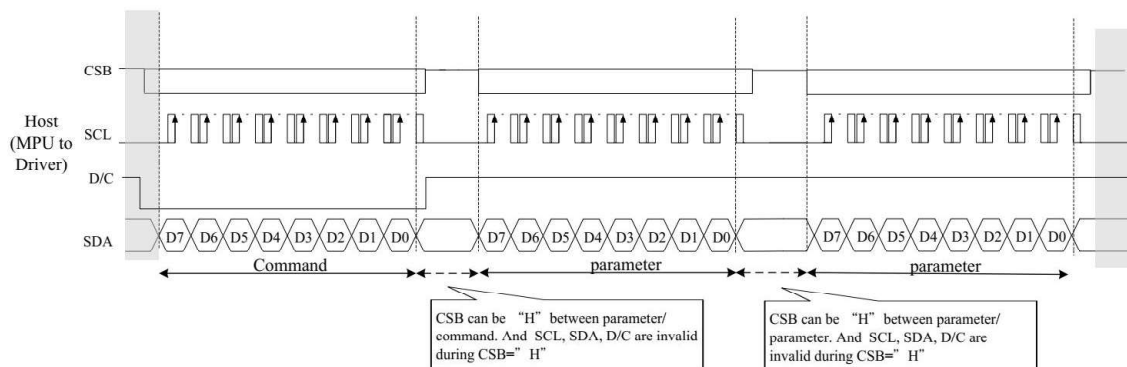 CSB
Host
(MPU to
Driver)
SCL
D/C
SDA
D7 D6 D5 D4 D3 D2 D1 D0 D7 D6 D5 D4 D3 D2 D1 D0 D7 D6 D5 D4 D3 D2 D1 D0
Command parameter parameter
CSB can be “H” between parameter/
command. And SCL, SDA, D/C are invalid
during CSB=”H”
CSB can be “H” between parameter/
parameter. And SCL, SDA, D/C are
invalid during CSB=”H”